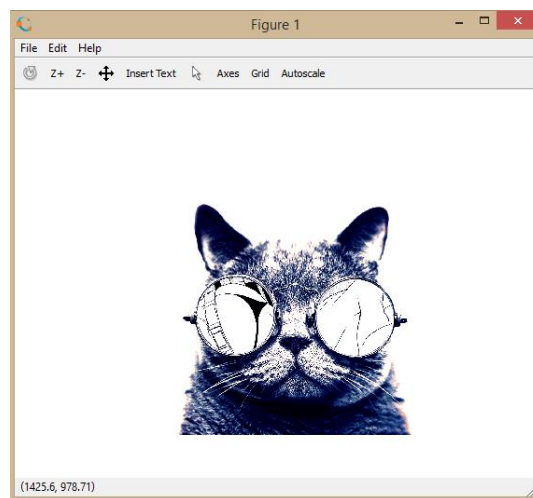 Figure 1
File Edit Help
Z+ Z- Insert Text Axes Grid Autoscale
(1425.6, 978.71)